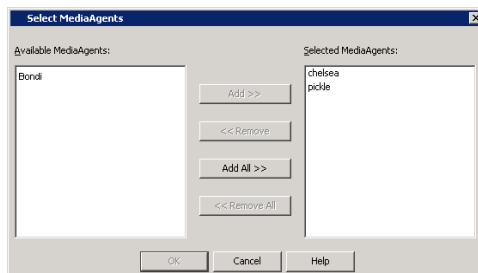 Select MediaAgents
Available MediaAgents:
Selected MediaAgents:
Bondi
chelsea
pickle
Add >>
<< Remove
Add All >>
<< Remove All
OK
Cancel
Help